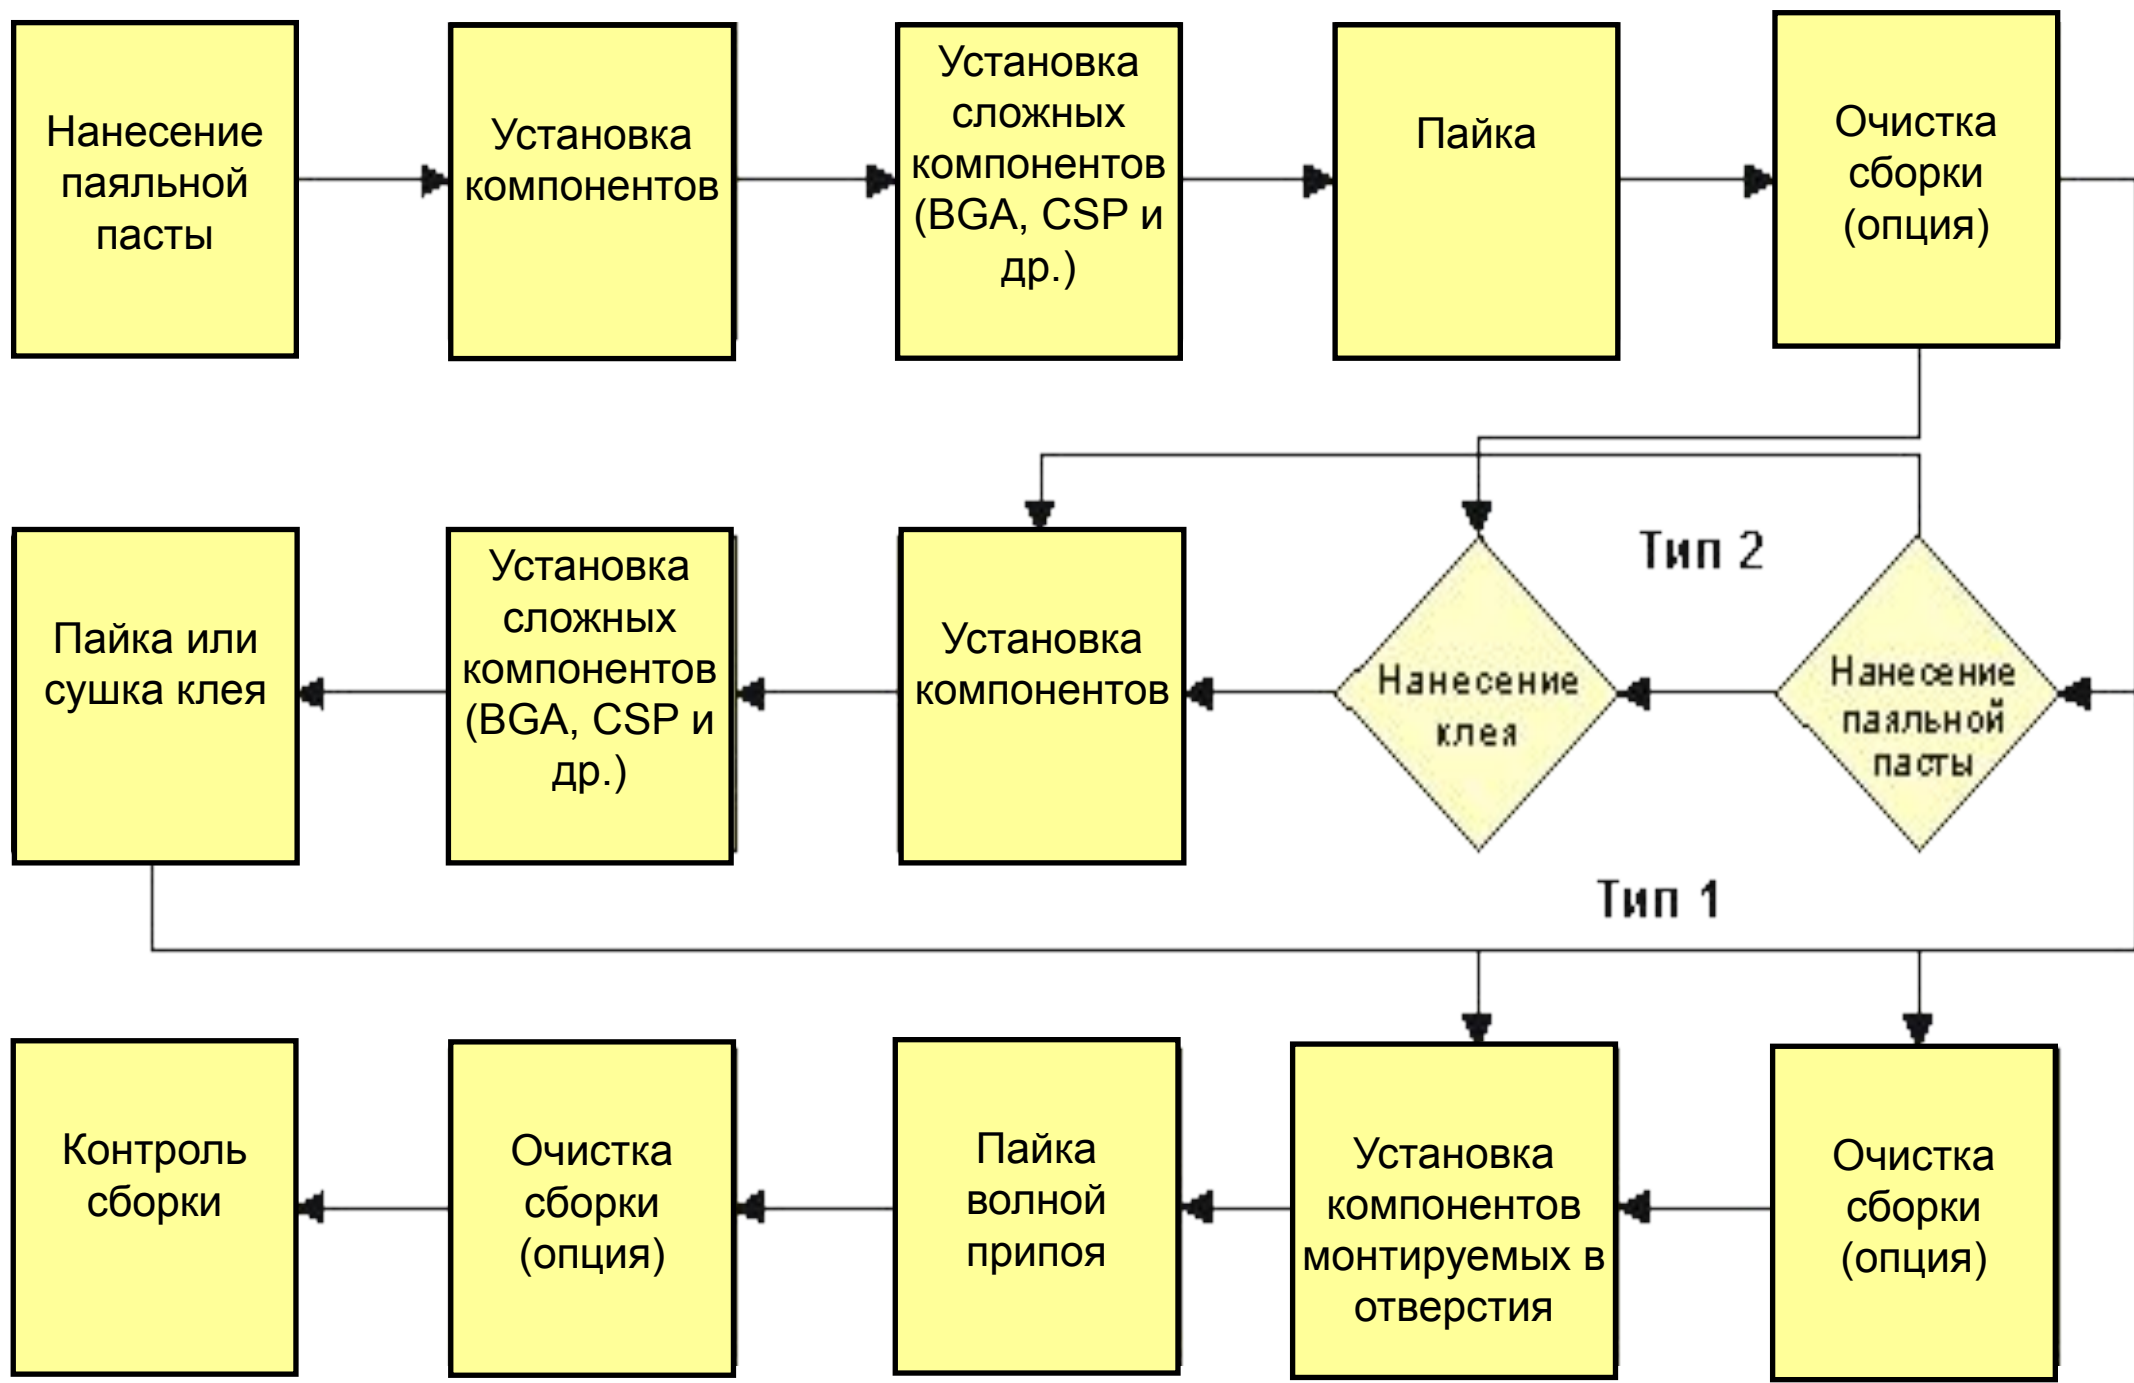 Нанесение
паяльной
пасты
Установка
компонентов
Установка
сложных
компонентов
(BGA, CSP и
др.)
Пайка
Очистка
сборки
(опция)
Пайка или
сушка клея
Установка
сложных
компонентов
(BGA, CSP и
др.)
Установка
компонентов
Нанесение
клея
Тип 2
Нанесение
паяльной
пасты
Тип 1
Контроль
сборки
Очистка
сборки
(опция)
Пайка
волной
припоя
Установка
компонентов
монтируемых в
отверстия
Очистка
сборки
(опция)